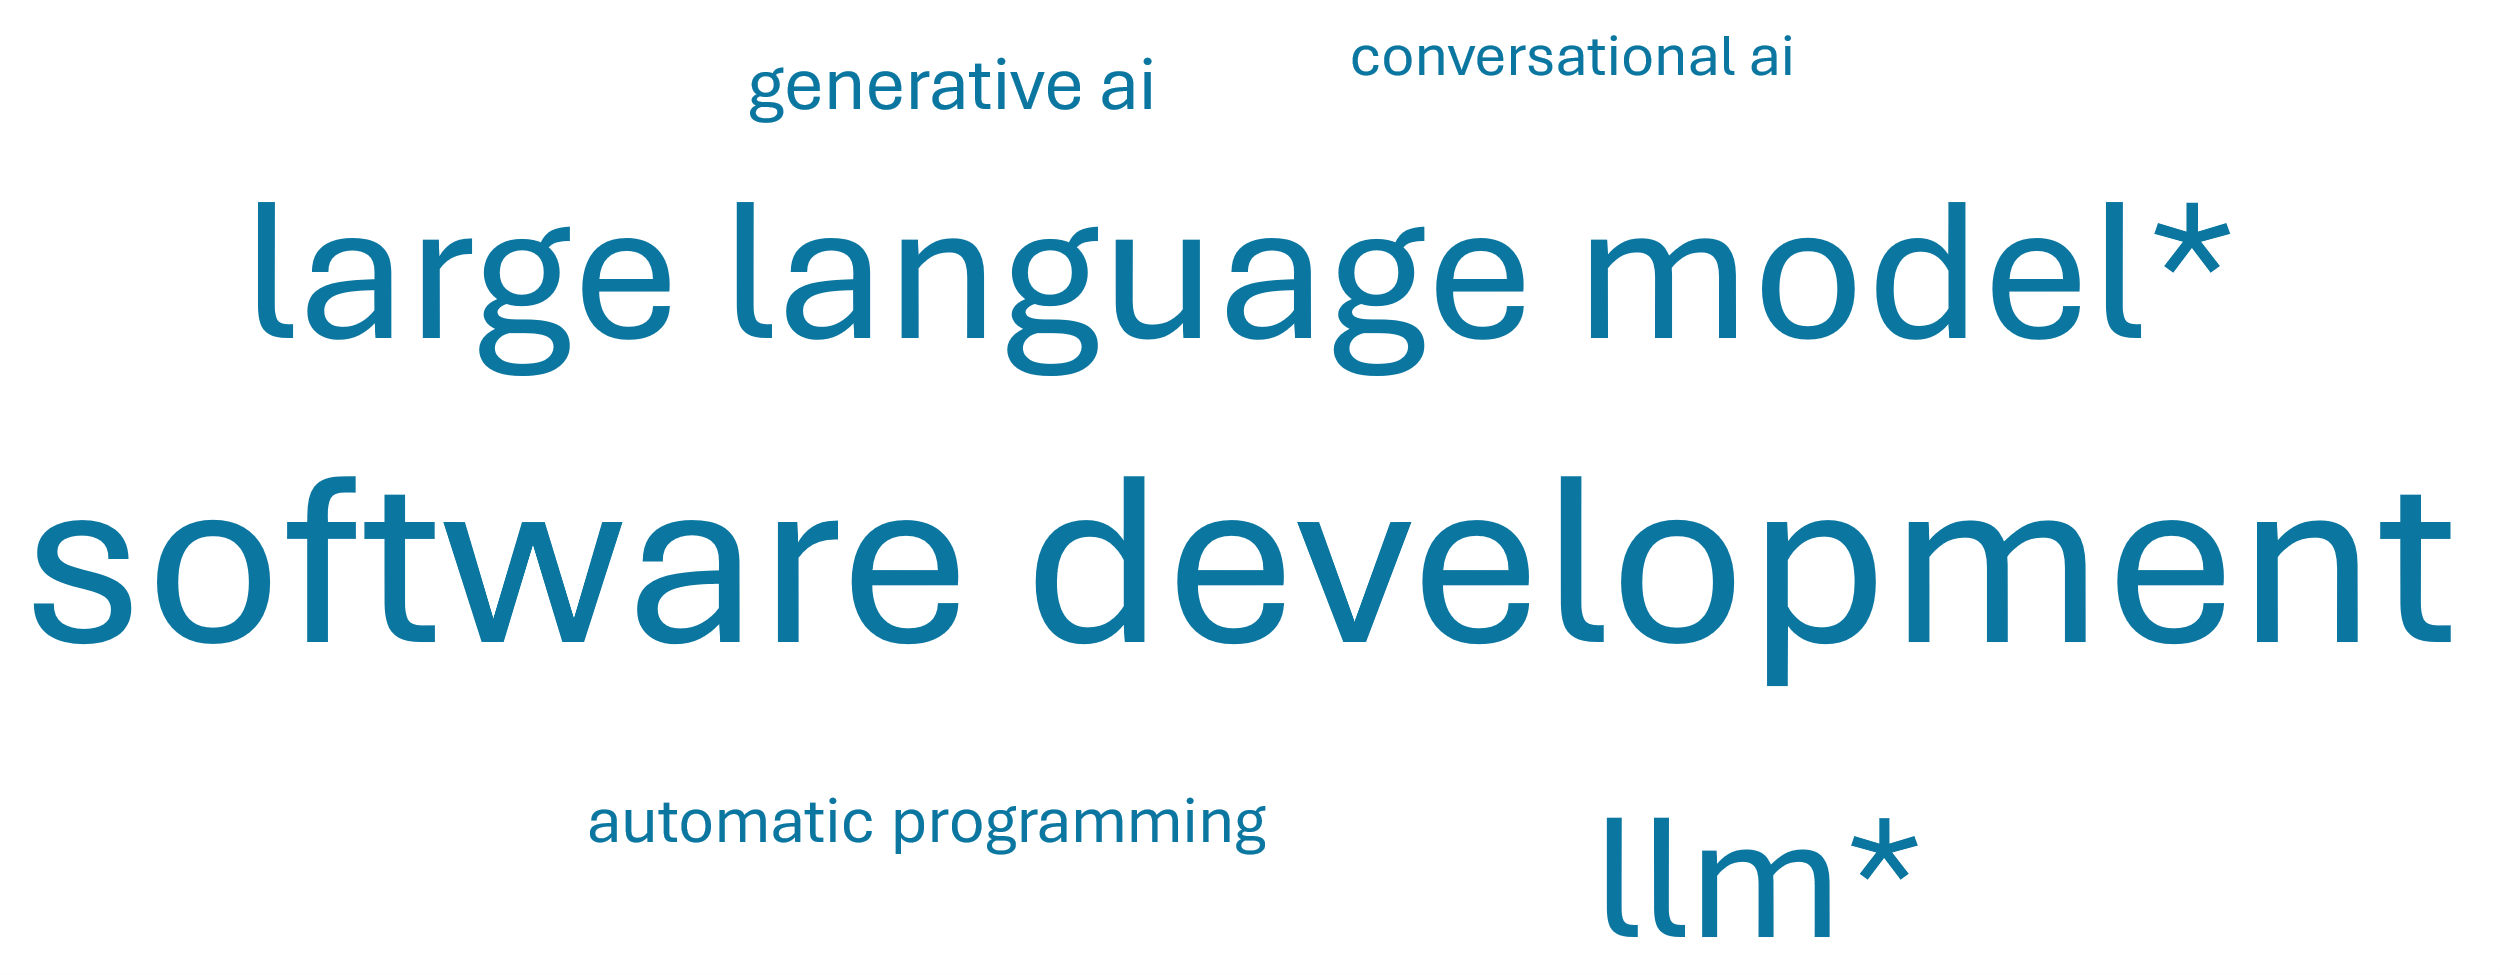 generative ai
conversational ai
large language model*
software development
automatic programming
llm*